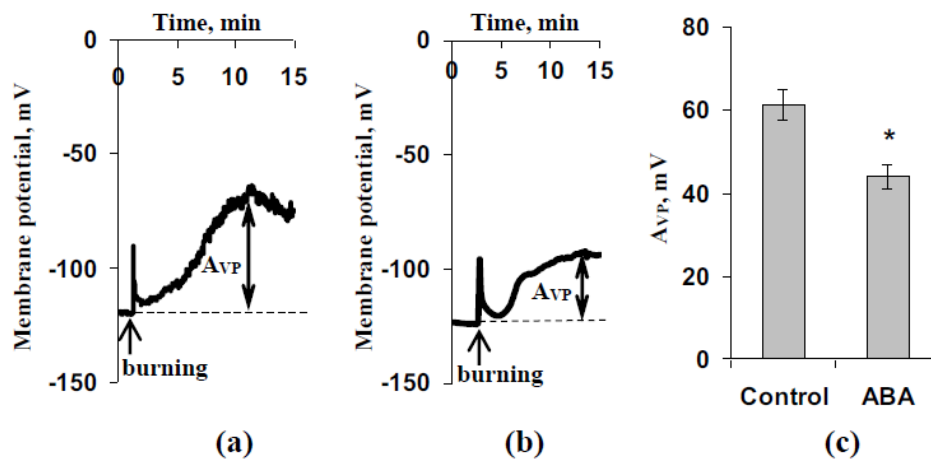 Time, min
0
0 5 10 15
-50
-100
-150
Membrane potential, mV
AVP
burning
(a)
Time, min
0
0 5 10 15
-50
-100
-150
Membrane potential, mV
AVP
burning
(b)
80
60
40
20
0
AVP, mV
*
Control ABA
(c)